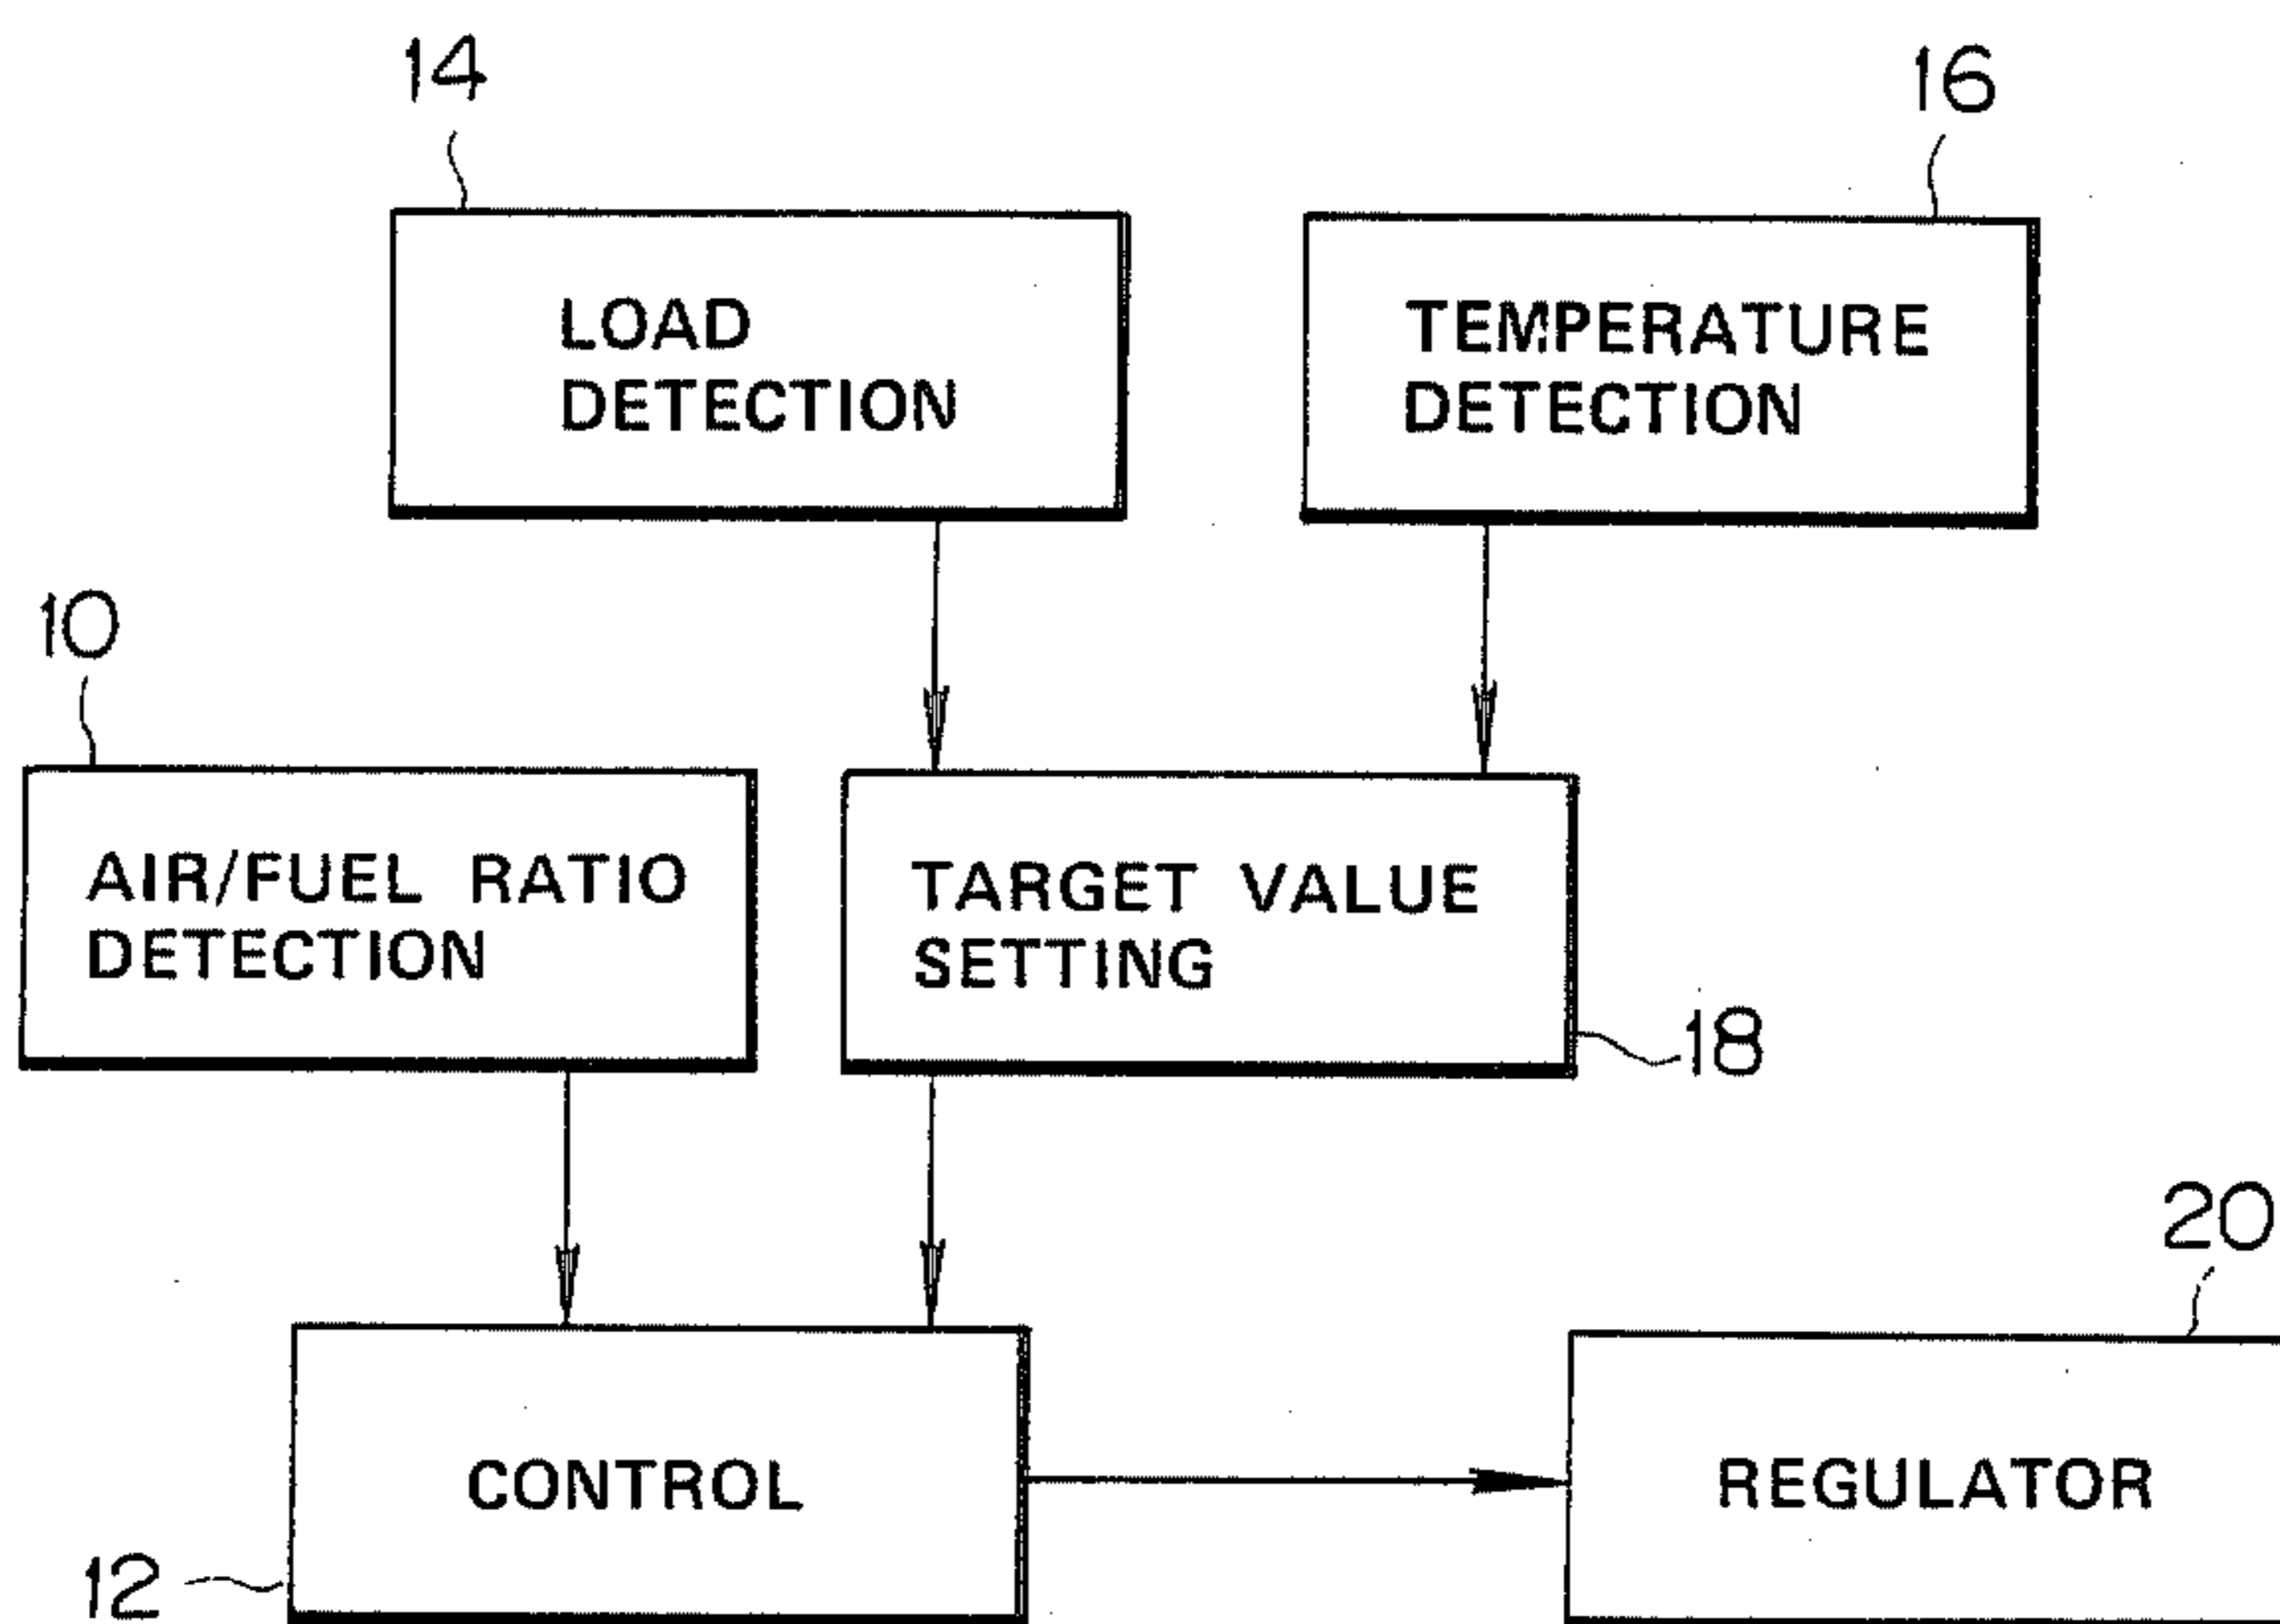 14
16
LOAD
DETECTION
TEMPERATURE
DETECTION
10
AIR/FUEL RATIO
DETECTION
TARGET VALUE
SETTING
18
20
CONTROL
REGULATOR
12